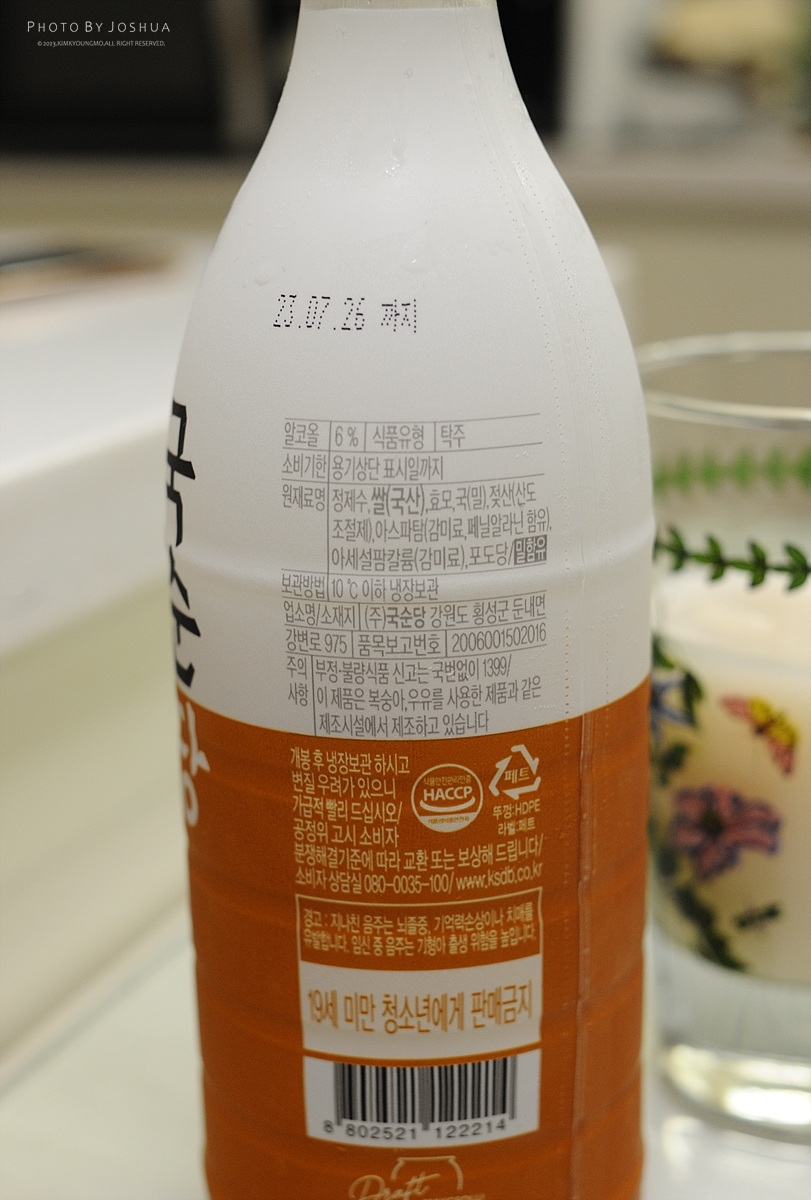 PHOTO BY JOSHUA
© 2023.KIMKYOUNGMO.ALL RIGHT RESERVED.
23.07.26 까지
국순당
알코올 6 % 식품유형 탁주
소비기한 용기상단 표시일까지
원재료명 정제수, 쌀(국산), 효모, 국(밀), 젖산(산도
조절제), 아스파탐(감미료, 페닐알라닌 함유),
아세설팜칼륨(감미료), 포도당/밀함유
보관방법 10 ℃ 이하 냉장보관
업소명/소재지 (주)국순당 강원도 횡성군 둔내면
강변로 975 품목보고번호 2006001502016
주의 부정·불량식품 신고는 국번없이 1399/
사항 이 제품은 복숭아, 우유를 사용한 제품과 같은
제조시설에서 제조하고 있습니다
개봉 후 냉장보관 하시고
변질 우려가 있으니
가급적 빨리 드십시오/
공정위 고시 소비자
분쟁해결기준에 따라 교환 또는 보상해 드립니다/
소비자 상담실 080-0035-100/ www.ksdb.co.kr
HACCP
페트
뚜껑:HDPE
라벨:페트
경고 : 지나친 음주는 뇌졸중, 기억력손상이나 치매를
유발합니다. 임신 중 음주는 기형아 출생 위험을 높입니다.
19세 미만 청소년에게 판매금지
8 802521 122214
Draft